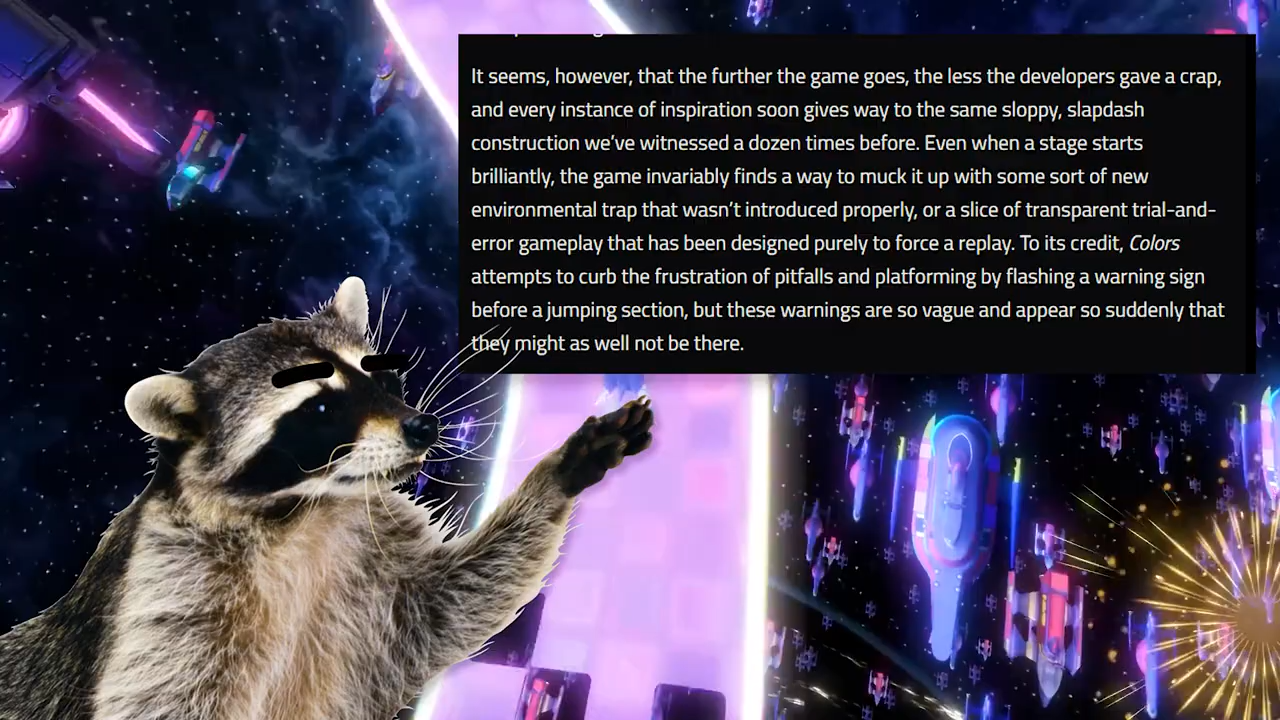 It seems, however, that the further the game goes, the less the developers gave a crap,
and every instance of inspiration soon gives way to the same sloppy, slapdash
construction we've witnessed a dozen times before. Even when a stage starts
brilliantly, the game invariably finds a way to muck it up with some sort of new
environmental trap that wasn't introduced properly, or a slice of transparent trial-and-
error gameplay that has been designed purely to force a replay. To its credit, Colors
attempts to curb the frustration of pitfalls and platforming by flashing a warning sign
before a jumping section, but these warnings are so vague and appear so suddenly that
they might as well not be there.